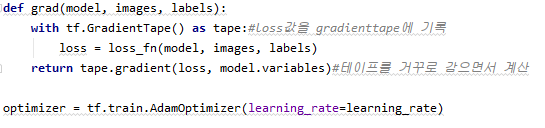 def grad(model, images, labels):
    with tf.GradientTape() as tape:#loss값을 gradienttape에 기록
        loss = loss_fn(model, images, labels)
    return tape.gradient(loss, model.variables)#테이프를 거꾸로 감으면서 계산
optimizer = tf.train.AdamOptimizer(learning_rate=learning_rate)